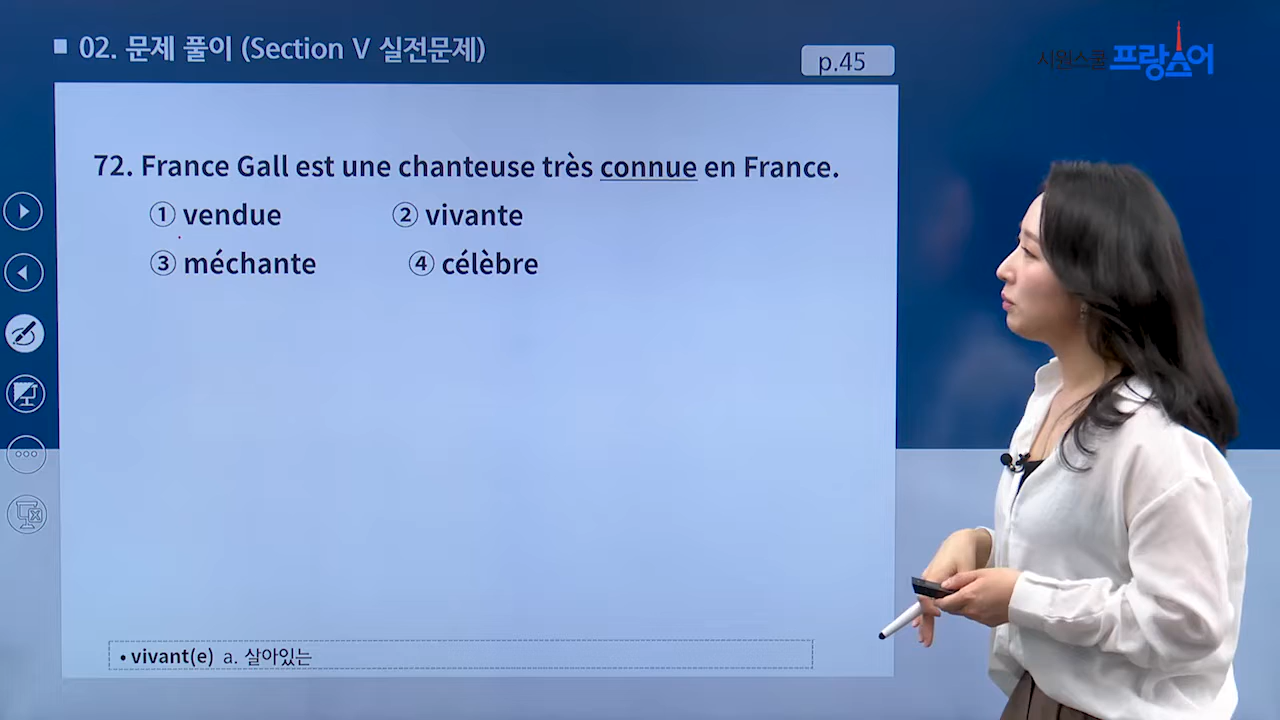 ■ 02. 문제 풀이 (Section V 실전문제)
p.45
시원스쿨 프랑스어
72. France Gall est une chanteuse très connue en France.
① vendue ② vivante
③ méchante ④ célèbre
• vivant(e) a. 살아있는